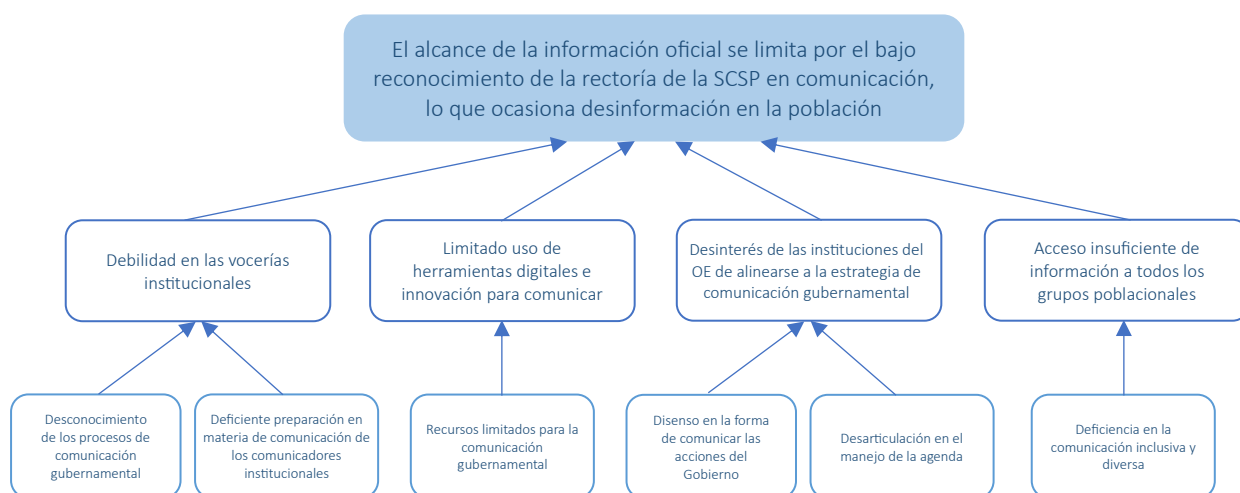 El alcance de la información oficial se limita por el bajo
reconocimiento de la rectoría de la SCSP en comunicación,
lo que ocasiona desinformación en la población
Debilidad en las vocerías
institucionales
Limitado uso de
herramientas digitales e
innovación para comunicar
Desinterés de las instituciones del
OE de alinearse a la estrategia de
comunicación gubernamental
Acceso insuficiente de
información a todos los
grupos poblacionales
Desconocimiento
de los procesos de
comunicación
gubernamental
Deficiente preparación en
materia de comunicación de
los comunicadores
institucionales
Recursos limitados para la
comunicación
gubernamental
Disenso en la forma
de comunicar las
acciones del
Gobierno
Desarticulación en el
manejo de la agenda
Deficiencia en la
comunicación inclusiva y
diversa